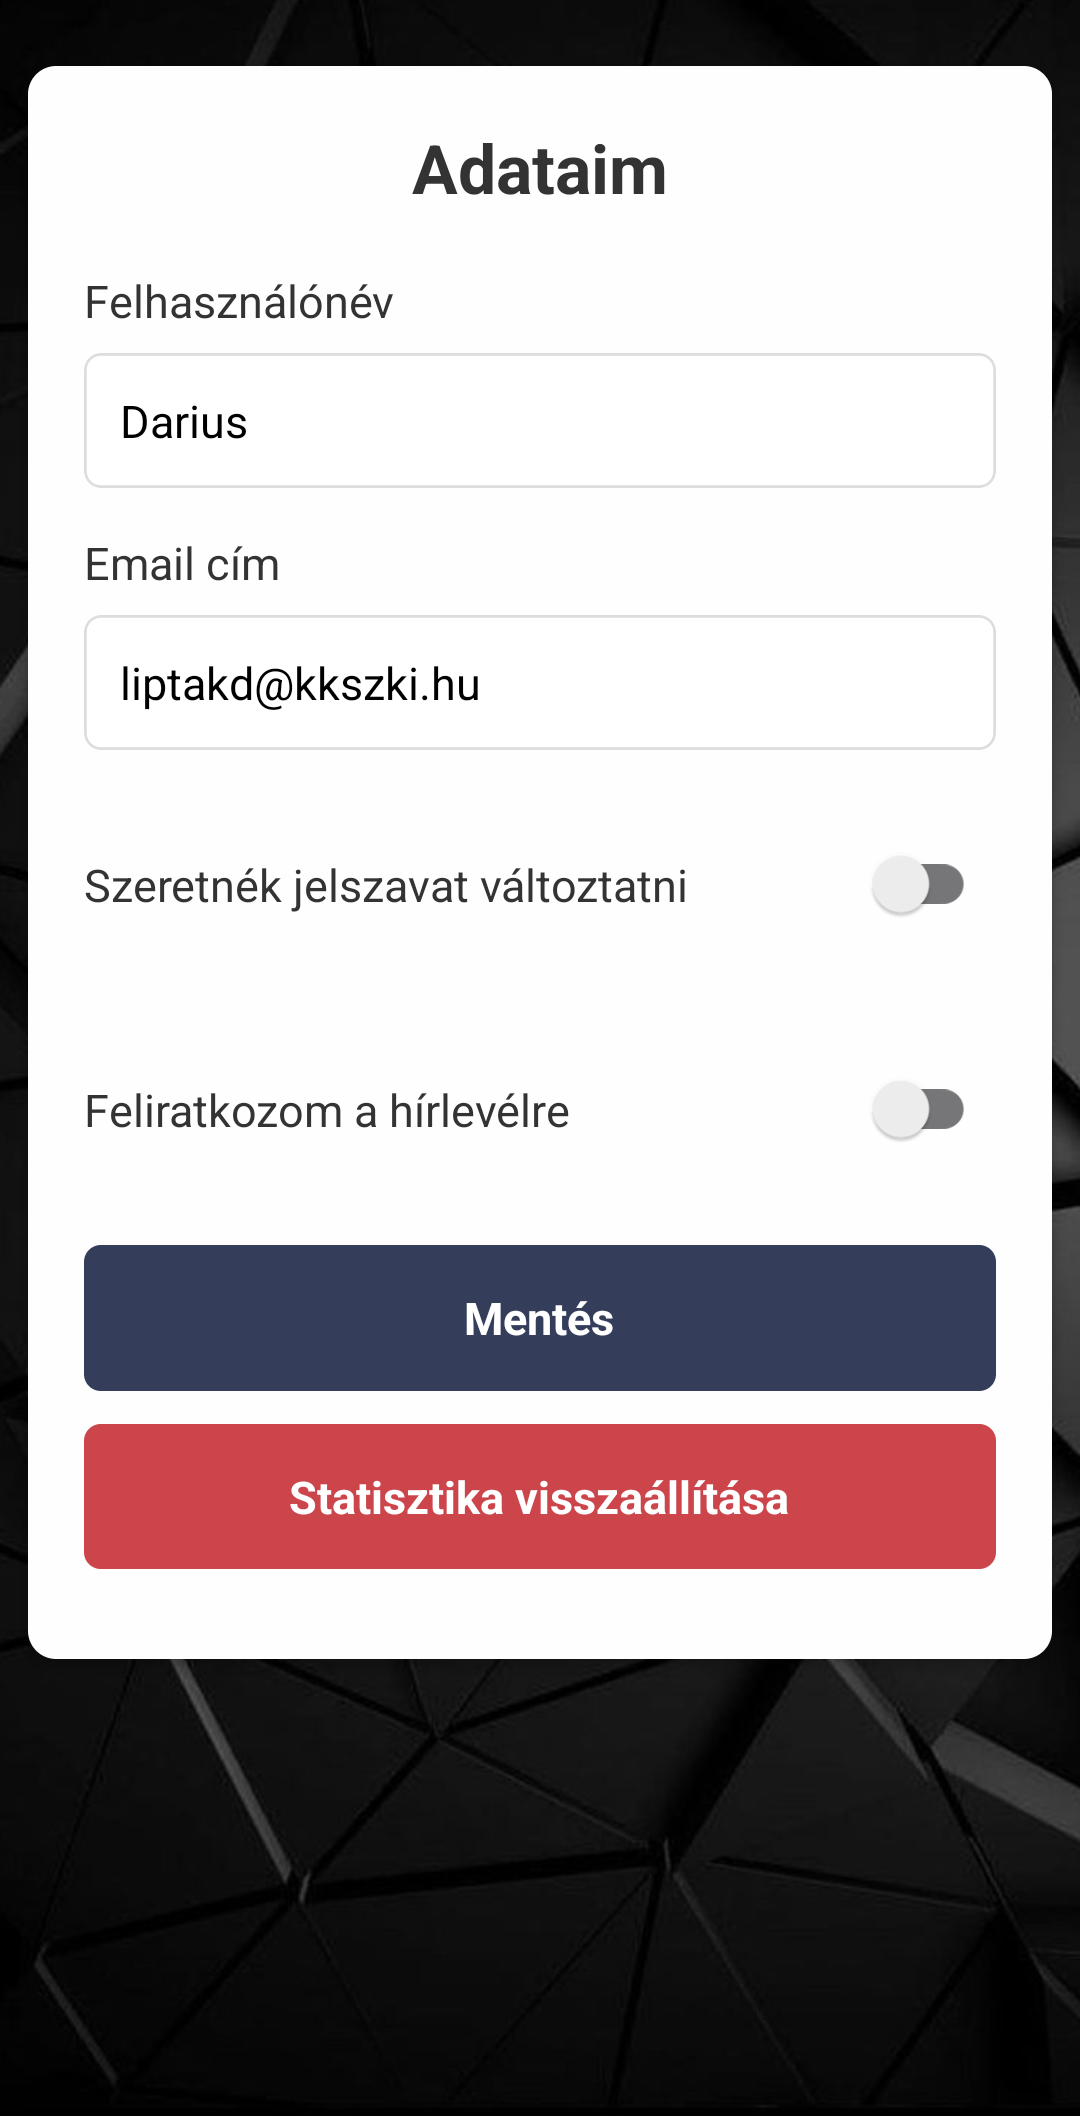 Adataim
Felhasználónév
Darius
Email cím
liptakd@kkszki.hu
Szeretnék jelszavat változtatni
Feliratkozom a hírlevélre
Mentés
Statisztika visszaállítása